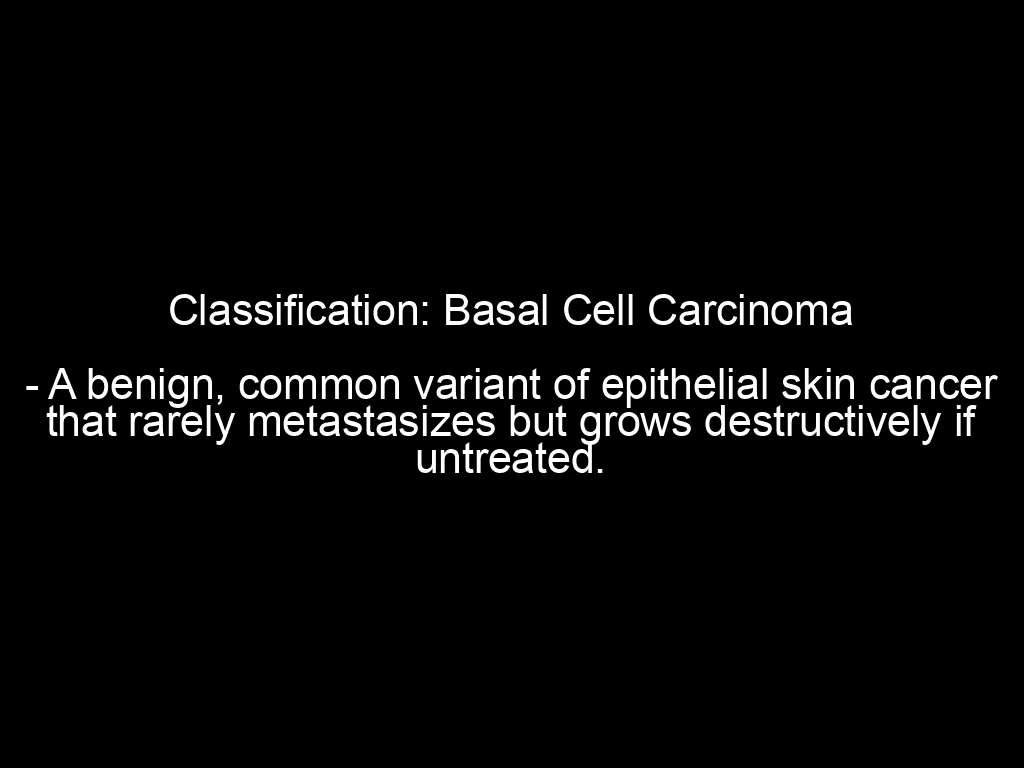 Classification: Basal Cell Carcinoma
- A benign, common variant of epithelial skin cancer
that rarely metastasizes but grows destructively if
untreated.